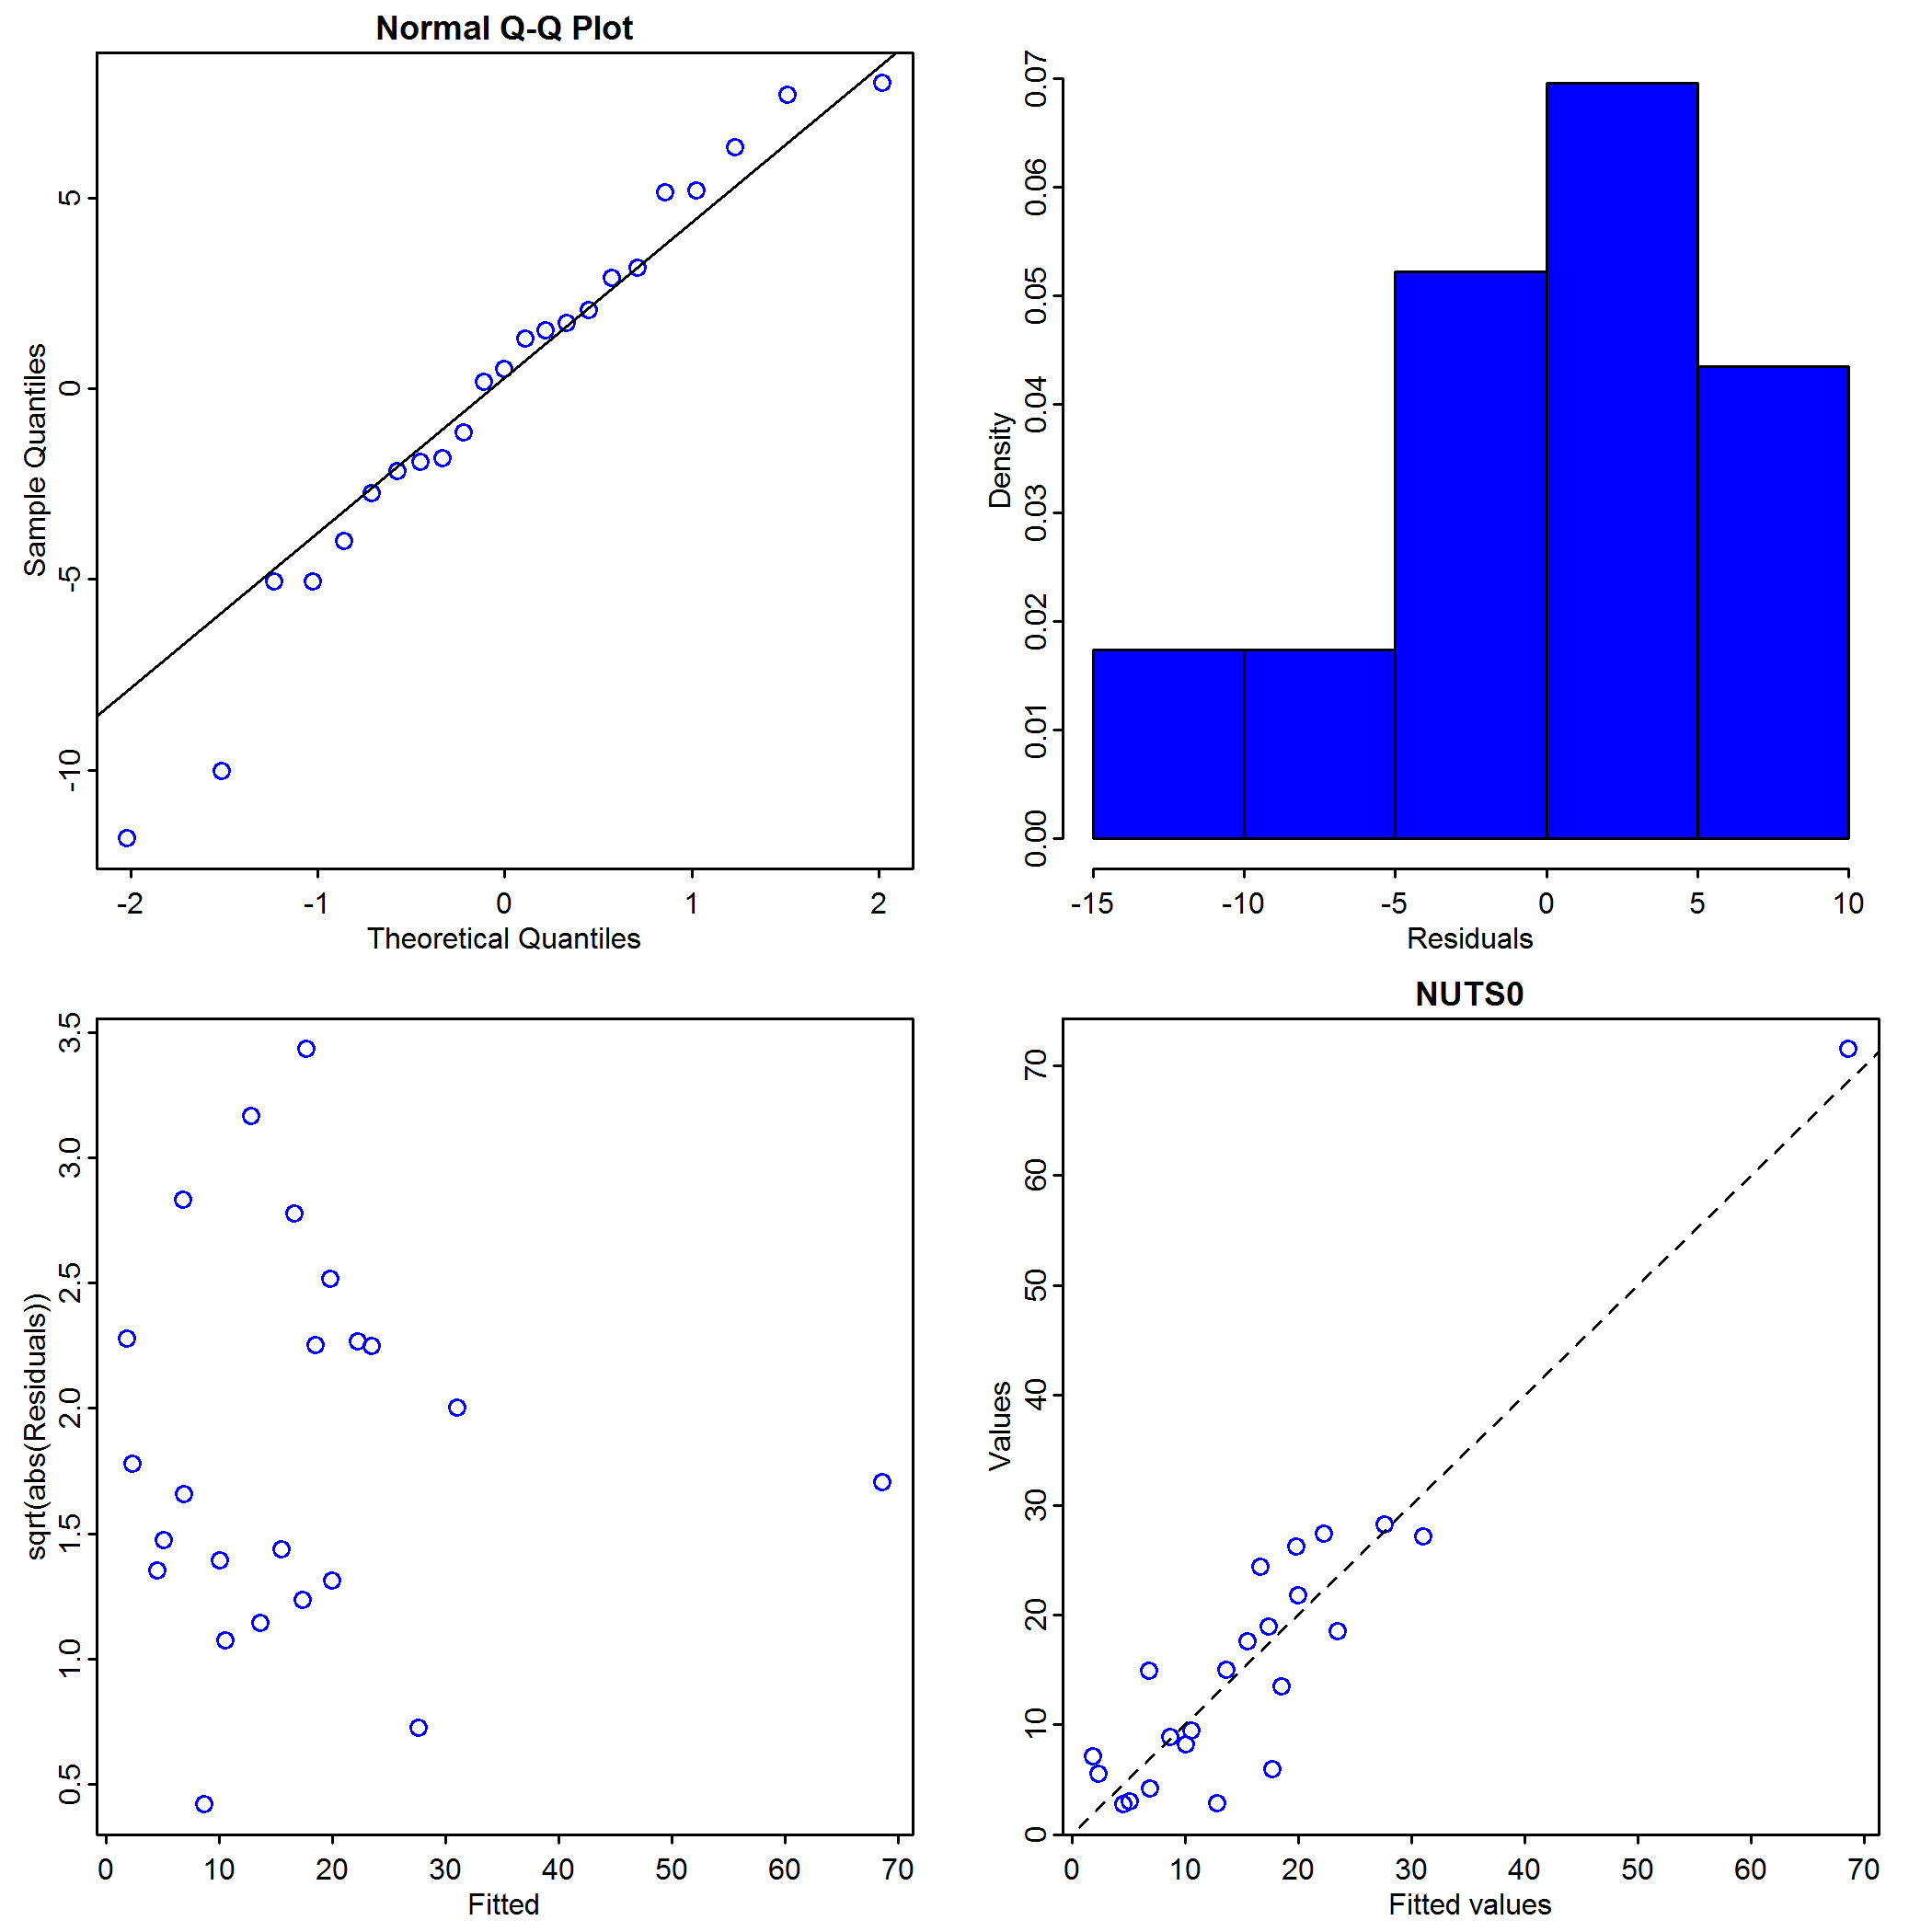 Normal Q-Q Plot
Sample Quantiles
5
0
-5
-10
-2 -1 0 1 2
Theoretical Quantiles
Density
0.07
0.06
0.05
0.04
0.03
0.02
0.01
0.00
-15 -10 -5 0 5 10
Residuals
sqrt(abs(Residuals))
3.5
3.0
2.5
2.0
1.5
1.0
0.5
0 10 20 30 40 50 60 70
Fitted
NUTS0
Values
70
60
50
40
30
20
10
0
0 10 20 30 40 50 60 70
Fitted values